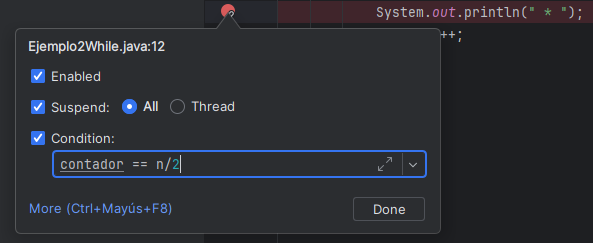 System.out.println(" * ");
++;
Ejemplo2While.java:12
Enabled
Suspend: All Thread
Condition:
contador == n/2
More (Ctrl+Mayús+F8) Done